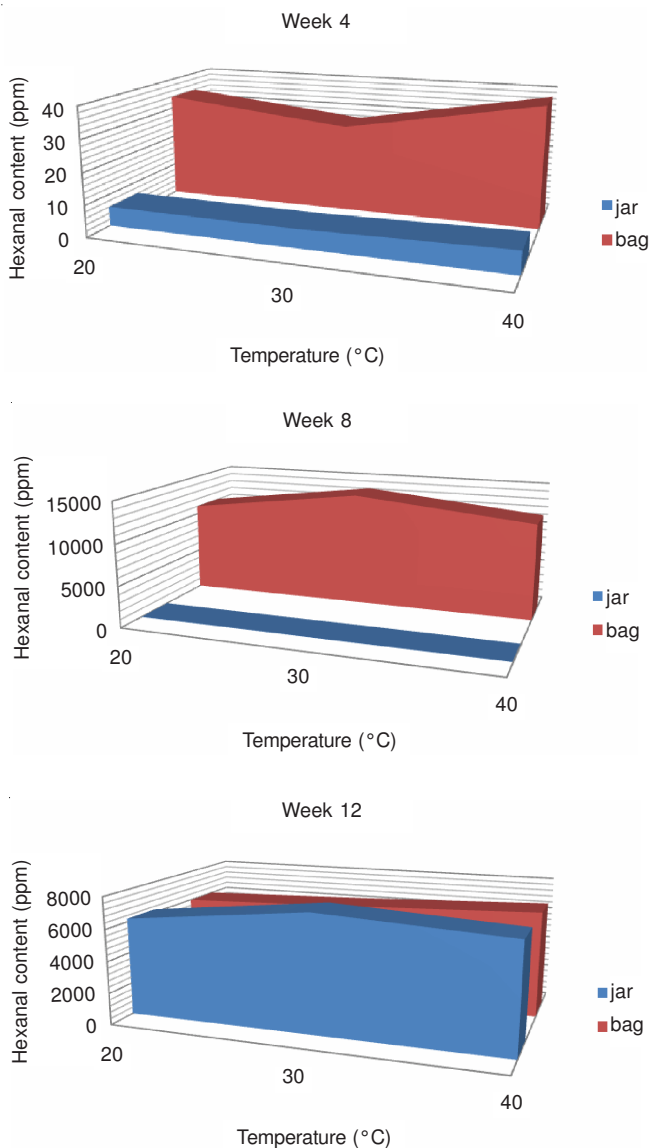 Week 4
Hexanal content (ppm)
40
30
20
10
0
20
30
40
Temperature (°C)
jar
bag
Week 8
Hexanal content (ppm)
15000
10000
5000
0
20
30
40
Temperature (°C)
jar
bag
Week 12
Hexanal content (ppm)
8000
6000
4000
2000
0
20
30
40
Temperature (°C)
jar
bag